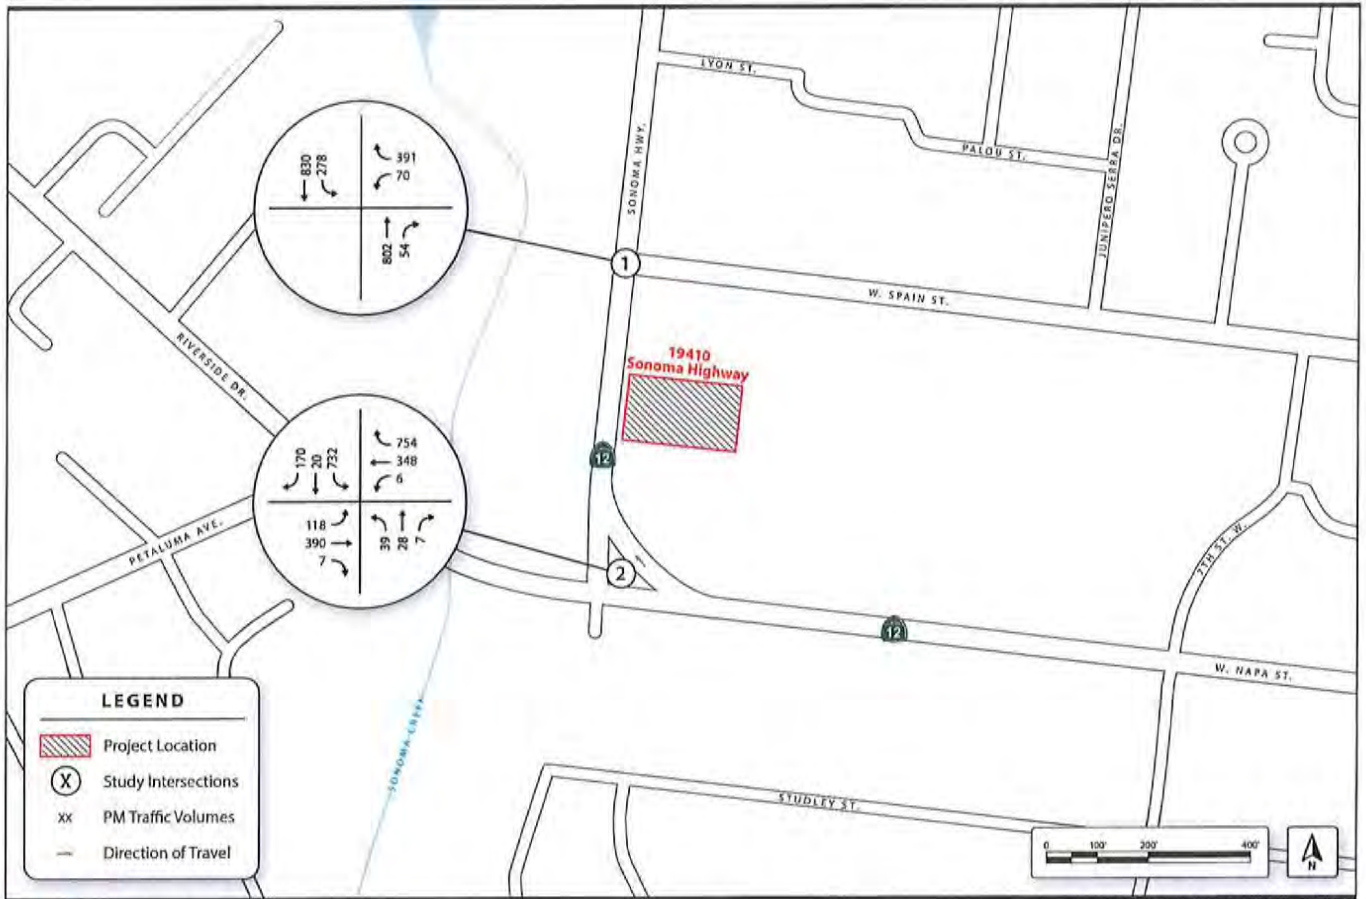 LYON ST.
PALOU ST.
JUNIPERO SERRA DR.
SONOMA HWY.
830
278
391
70
802
54
1
W. SPAIN ST.
19410
Sonoma Highway
RIVERSIDE DR.
12
170
20
732
754
348
6
118
390
7
39
28
7
2
PETALUMA AVE.
7TH ST. W.
12
W. NAPA ST.
SONOMA CREEK
STUDLEY ST.
LEGEND
Project Location
X Study Intersections
xx PM Traffic Volumes
Direction of Travel
0 100' 200' 400'
N